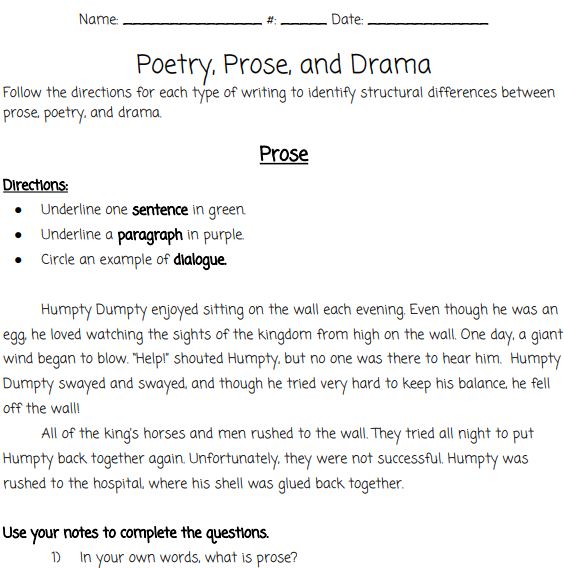 Name: _______________ #: _____ Date: _____________
Poetry, Prose, and Drama
Follow the directions for each type of writing to identify structural differences between
prose, poetry, and drama.
Prose
Directions:
● Underline one sentence in green.
● Underline a paragraph in purple.
● Circle an example of dialogue.
Humpty Dumpty enjoyed sitting on the wall each evening. Even though he was an
egg, he loved watching the sights of the kingdom from high on the wall. One day, a giant
wind began to blow. "Help!" shouted Humpty, but no one was there to hear him. Humpty
Dumpty swayed and swayed, and though he tried very hard to keep his balance, he fell
off the wall!
All of the king's horses and men rushed to the wall. They tried all night to put
Humpty back together again. Unfortunately, they were not successful. Humpty was
rushed to the hospital, where his shell was glued back together.
Use your notes to complete the questions.
1) In your own words, what is prose?